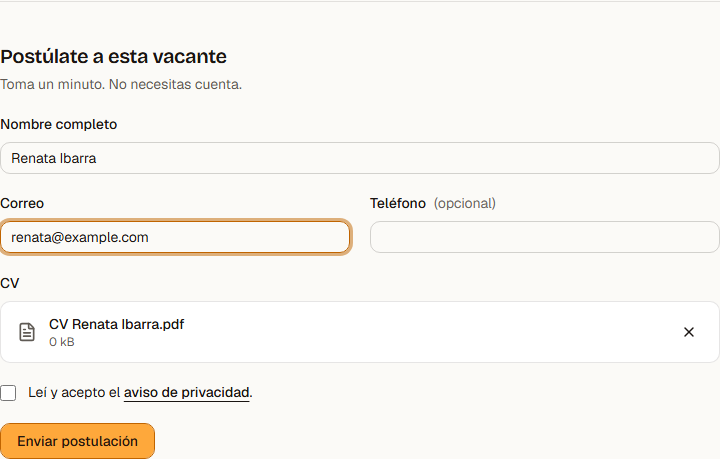 Postúlate a esta vacante
Toma un minuto. No necesitas cuenta.
Nombre completo
Renata Ibarra
Correo
Teléfono (opcional)
renata@example.com
CV
CV Renata Ibarra.pdf
0 kB
Leí y acepto el aviso de privacidad.
Enviar postulación